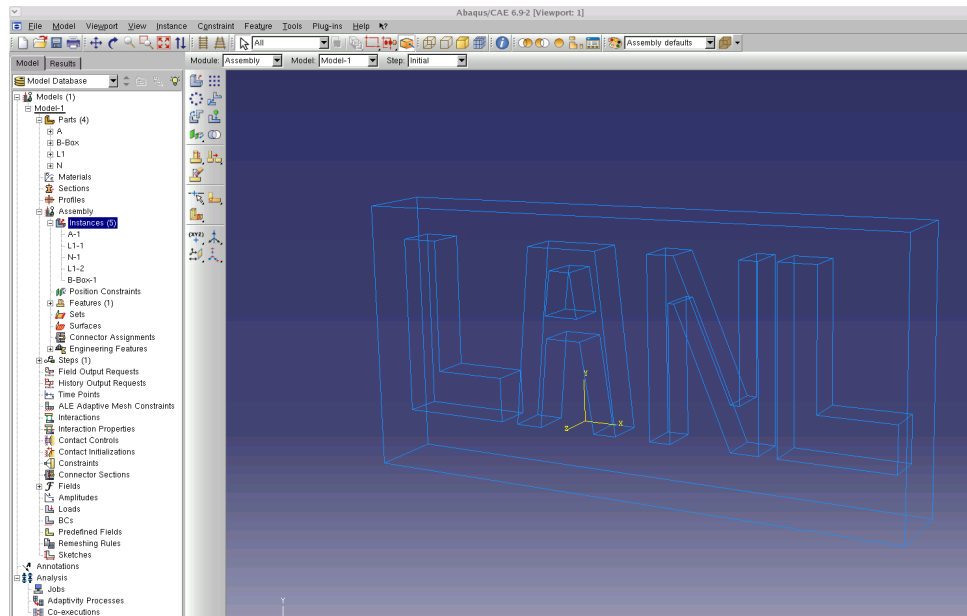 Abaqus/CAE 6.9-2 [Viewport: 1]
File Model Viewport View Instance Constraint Feature Tools Plug-ins Help
All Assembly defaults
Model Results
Module: Assembly Model: Model-1 Step: Initial
Model Database
Models (1)
Model-1
Parts (4)
A
B-Box
L1
N
Materials
Sections
Profiles
Assembly
Instances (5)
A-1
L1-1
N-1
L1-2
B-Box-1
Position Constraints
Features (1)
Sets
Surfaces
Connector Assignments
Engineering Features
Steps (1)
Field Output Requests
History Output Requests
Time Points
ALE Adaptive Mesh Constraints
Interactions
Interaction Properties
Contact Controls
Contact Initializations
Constraints
Connector Sections
Fields
Amplitudes
Loads
BCs
Predefined Fields
Remeshing Rules
Sketches
Annotations
Analysis
Jobs
Adaptivity Processes
Co-executions
(XYZ)
LANL
Y
X
Z
Y